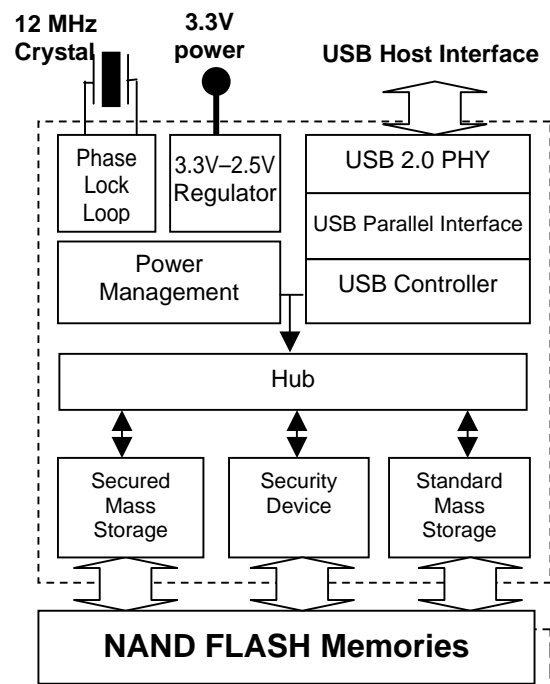 12 MHz
Crystal
3.3V
power
USB Host Interface
Phase
Lock
Loop
3.3V–2.5V
Regulator
USB 2.0 PHY
USB Parallel Interface
USB Controller
Power
Management
Hub
Secured
Mass
Storage
Security
Device
Standard
Mass
Storage
NAND FLASH Memories